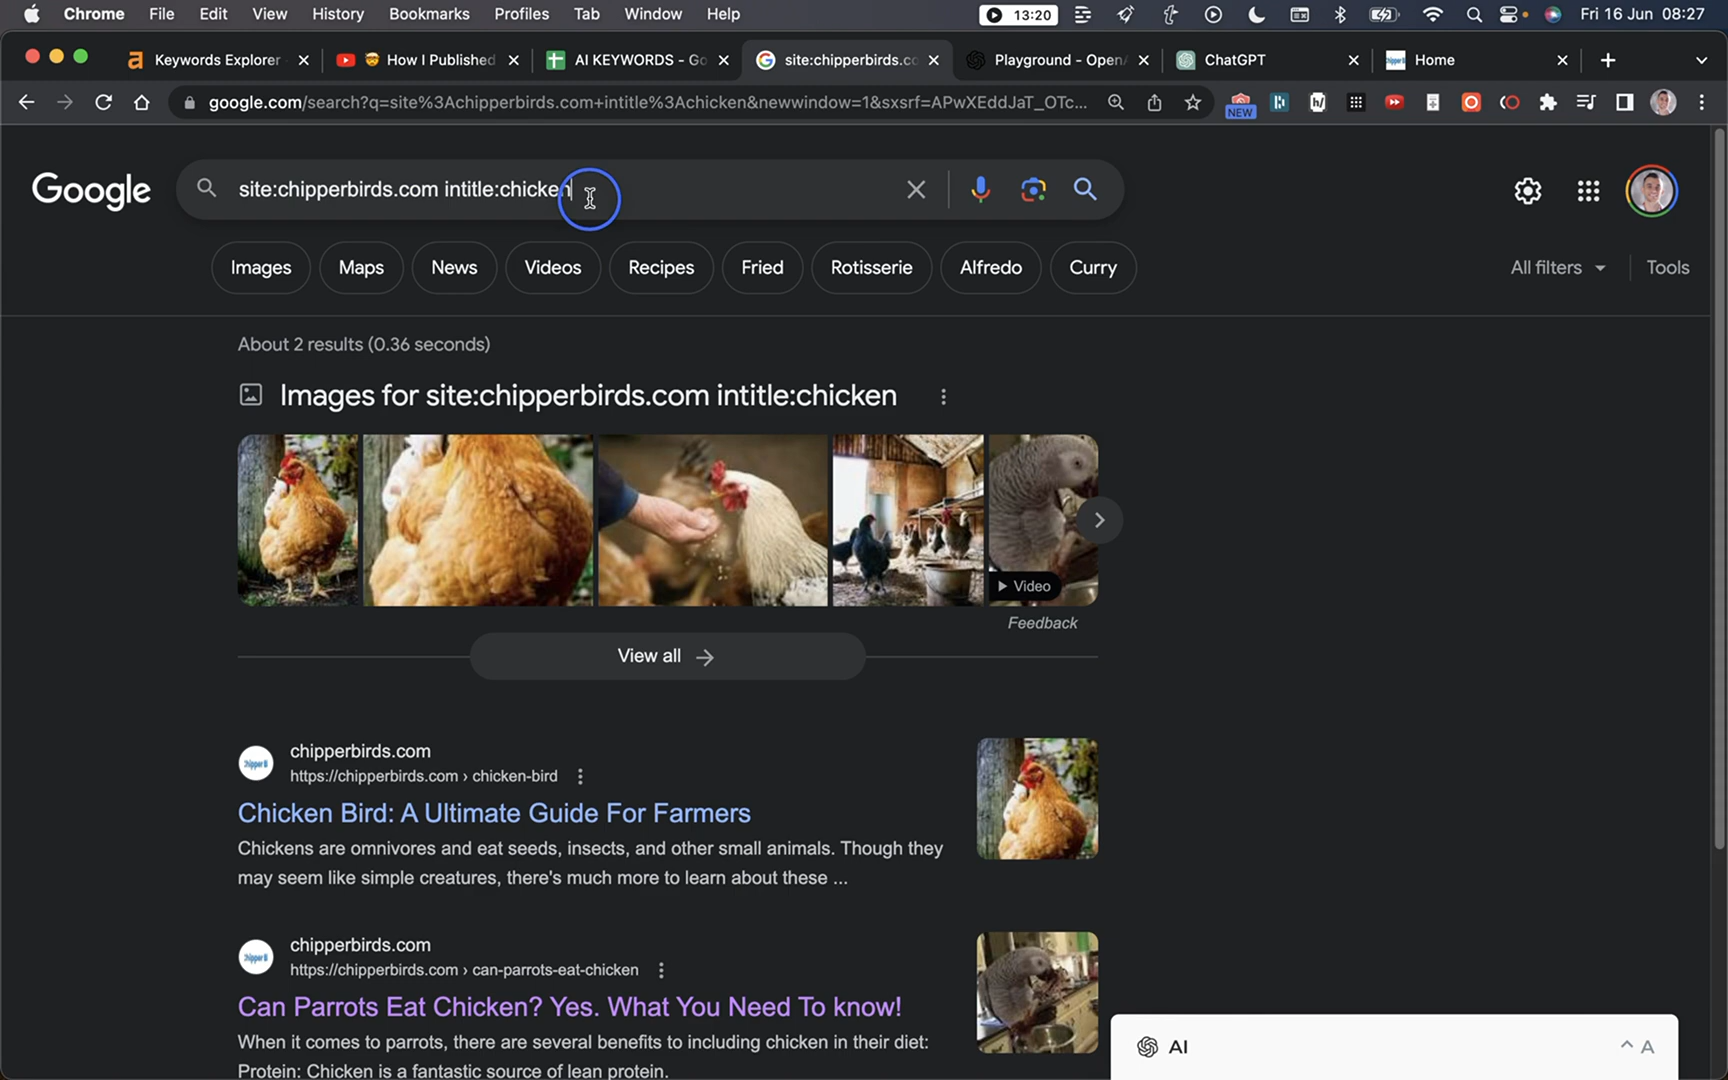 Chrome File Edit View History Bookmarks Profiles Tab Window Help 13:20 Fri 16 Jun 08:27
Keywords Explorer How I Published AI KEYWORDS - Go site:chipperbirds.co Playground - OpenA ChatGPT Home
google.com/search?q=site%3Achipperbirds.com+intitle%3Achicken&newwindow=1&sxsrf=APwXEddJaT_OTc... NEW
Google site:chipperbirds.com intitle:chicken
Images Maps News Videos Recipes Fried Rotisserie Alfredo Curry All filters Tools
About 2 results (0.36 seconds)
Images for site:chipperbirds.com intitle:chicken
Video
Feedback
View all
chipperbirds.com
https://chipperbirds.com › chicken-bird
Chicken Bird: A Ultimate Guide For Farmers
Chickens are omnivores and eat seeds, insects, and other small animals. Though they
may seem like simple creatures, there's much more to learn about these ...
chipperbirds.com
https://chipperbirds.com › can-parrots-eat-chicken
Can Parrots Eat Chicken? Yes. What You Need To know!
When it comes to parrots, there are several benefits to including chicken in their diet:
Protein: Chicken is a fantastic source of lean protein.
AI A